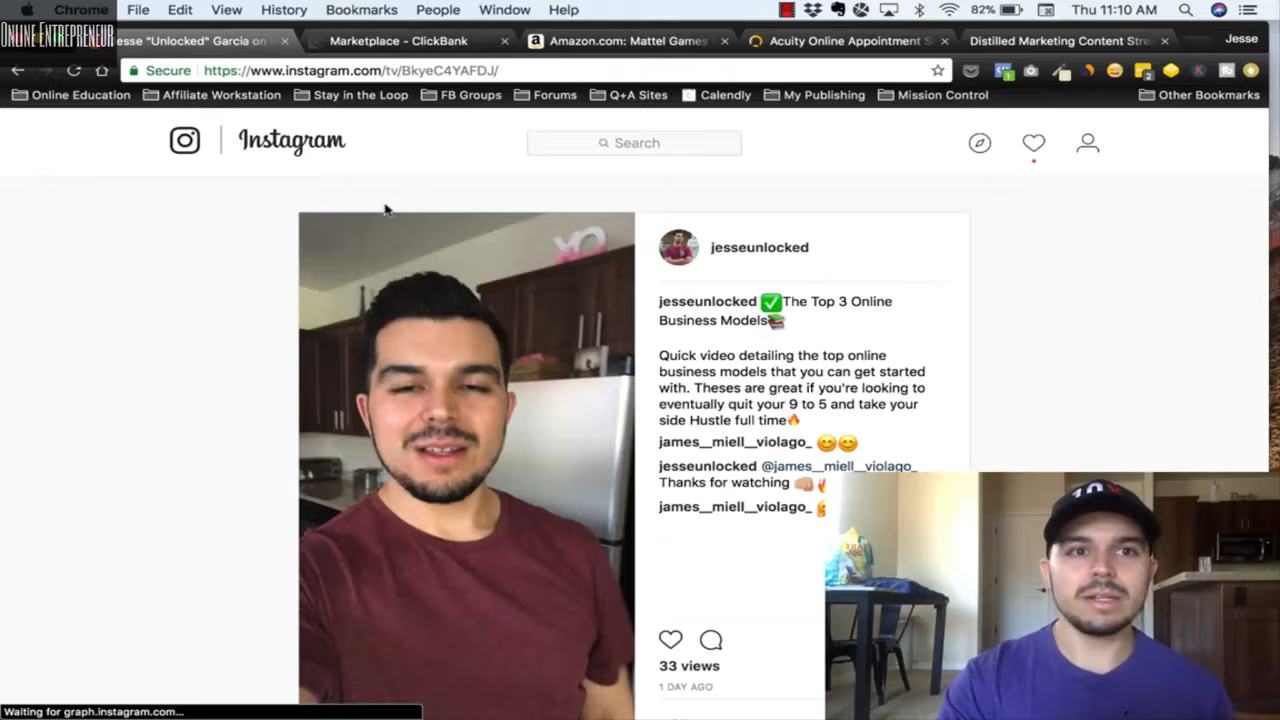 Chrome File Edit View History Bookmarks People Window Help 82% Thu 11:10 AM
ONLINE ENTREPRENEUR
esse "Unlocked" Garcia on Marketplace - ClickBank Amazon.com: Mattel Games Acuity Online Appointment S Distilled Marketing Content Stre Jesse
Secure https://www.instagram.com/tv/BkyeC4YAFDJ/
Online Education Affiliate Workstation Stay in the Loop FB Groups Forums Q+A Sites Calendly My Publishing Mission Control Other Bookmarks
Instagram Search
jesseunlocked
jesseunlocked ✅The Top 3 Online
Business Models📚
Quick video detailing the top online
business models that you can get started
with. Theses are great if you're looking to
eventually quit your 9 to 5 and take your
side Hustle full time🔥
james__miell_violago_ 😊😊
jesseunlocked @james__miell_violago_
Thanks for watching
james__miell_violago_
33 views
1 DAY AGO
Waiting for graph.instagram.com...